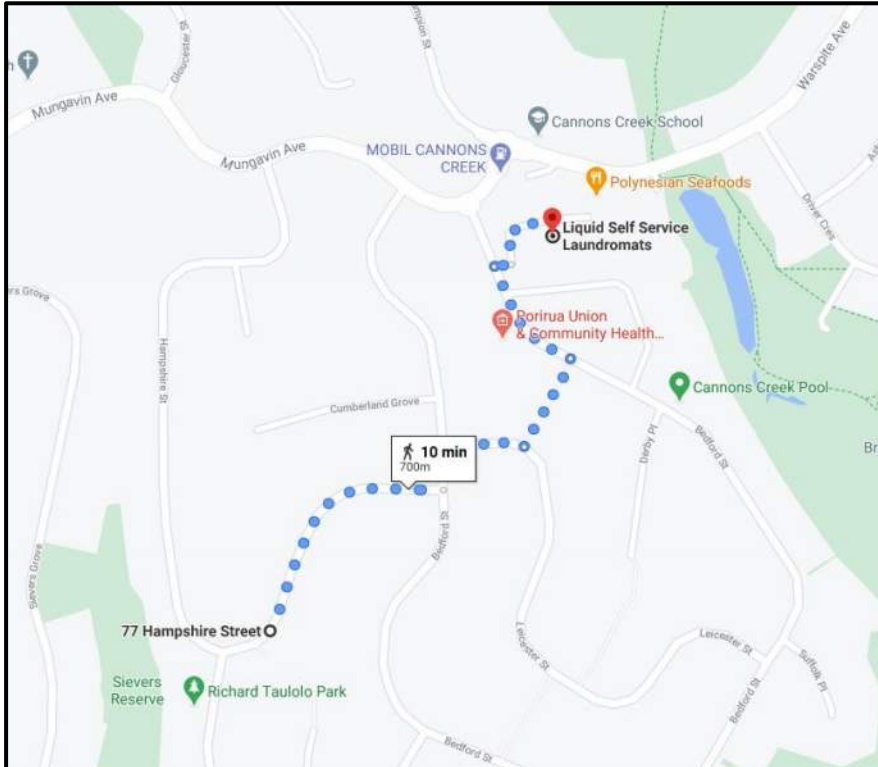 Gloucester St
Mungavin Ave
Mungavin Ave
Warspite Ave
Cannons Creek School
MOBIL CANNONS
CREEK
Polynesian Seafoods
Driver Cres
Liquid Self Service
Laundromats
Porirua Union
& Community Health...
Hampshire St
Cumberland Grove
Cannons Creek Pool
Derby Pl
Bedford St
10 min
700m
Bedford St
Sievers Grove
77 Hampshire Street
Leicester St
Leicester St
Suffolk Pl
Bedford St
Sievers
Reserve
Richard Taulolo Park
Bedford St